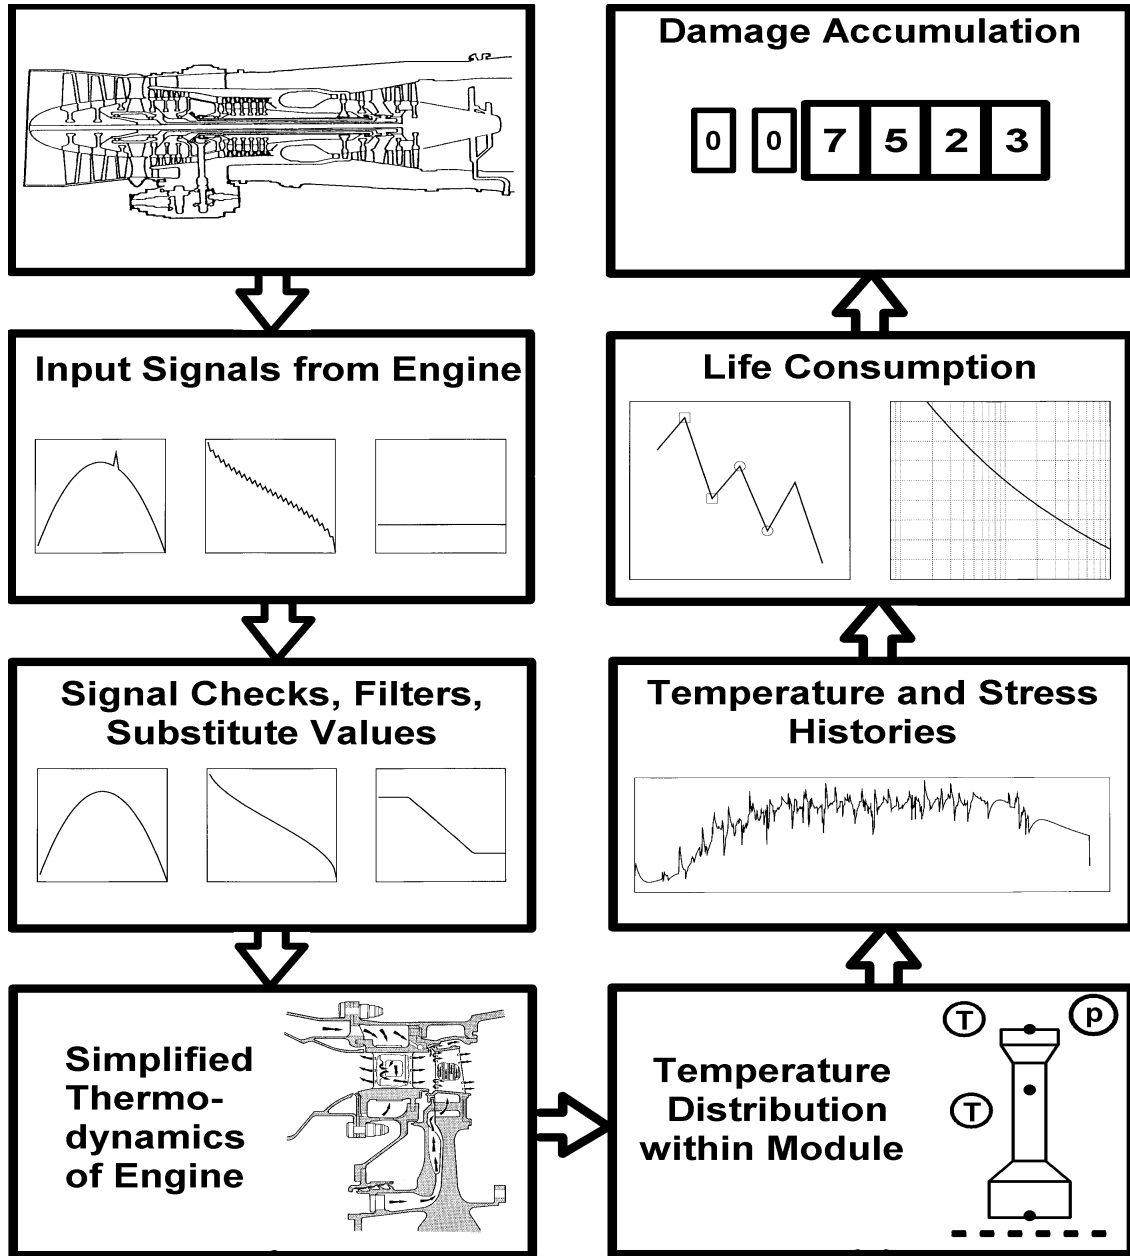 Input Signals from Engine
Signal Checks, Filters,
Substitute Values
Simplified
Thermo-
dynamics
of Engine
Temperature
Distribution
within Module
T
p
T
Temperature and Stress
Histories
Life Consumption
Damage Accumulation
0 0 7 5 2 3